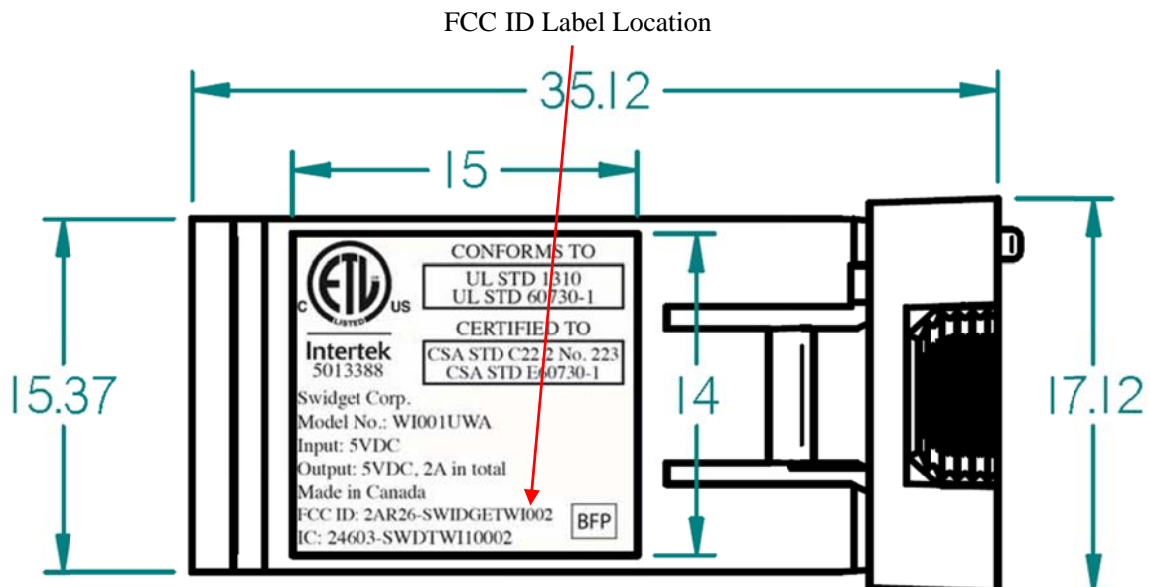 FCC ID Label Location
35.12
15
ETL
LISTED
C US
Intertek
5013388
CONFORMS TO
UL STD 1310
UL STD 60730-1
CERTIFIED TO
CSA STD C22.2 No. 223
CSA STD E60730-1
Swidget Corp.
Model No.: WI001UWA
Input: 5VDC
Output: 5VDC, 2A in total
Made in Canada
FCC ID: 2AR26-SWIDGETWI002
IC: 24603-SWDTWI10002
BFP
15.37
14
17.12